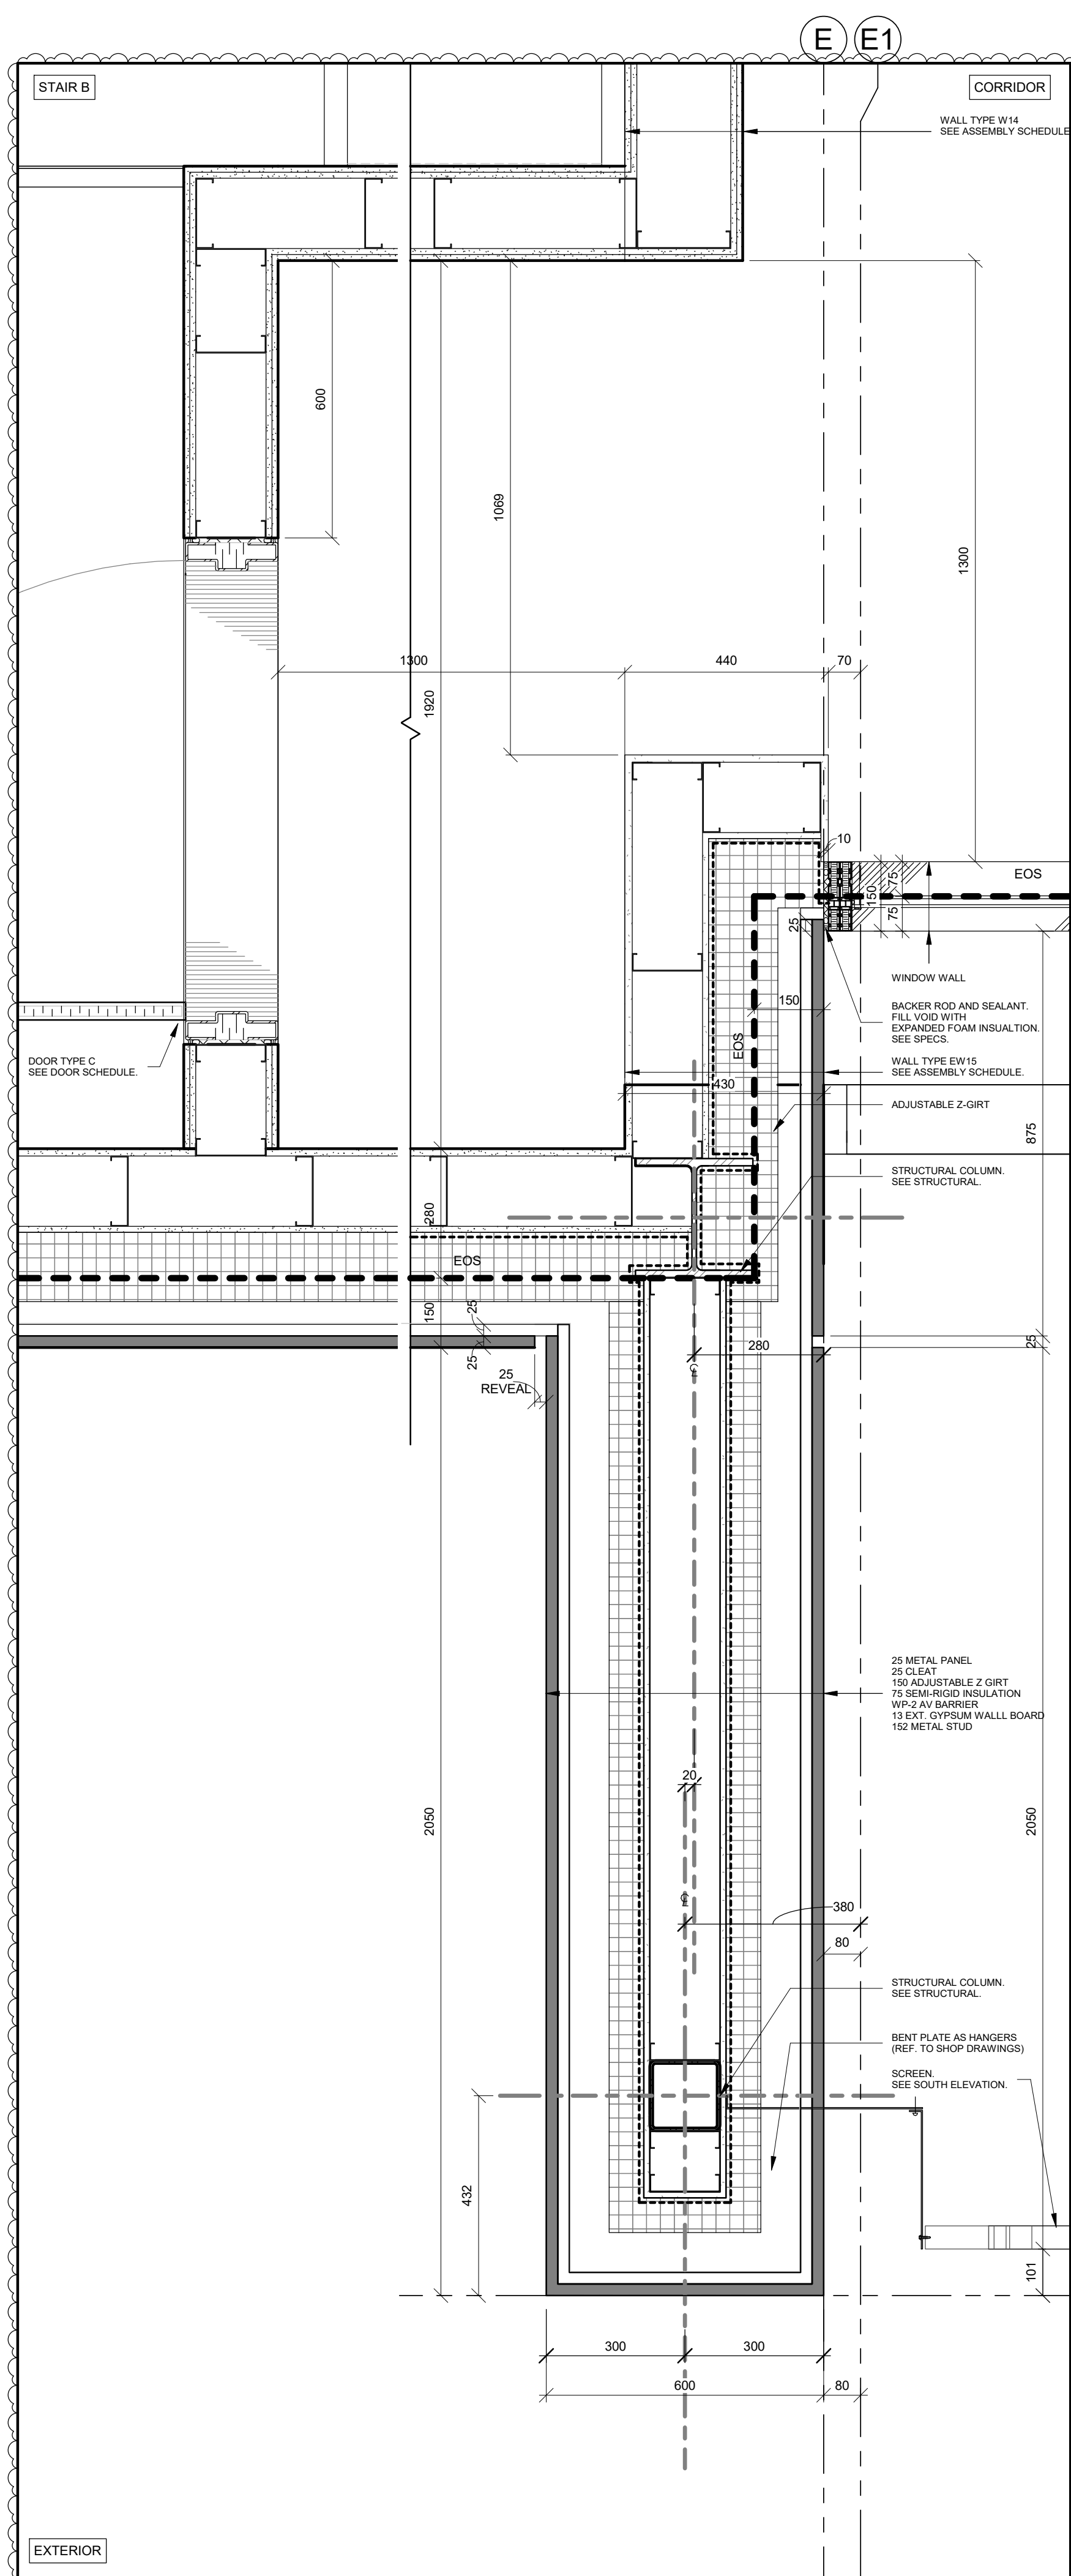 E
E1
STAIR B
CORRIDOR
WALL TYPE W14
SEE ASSEMBLY SCHEDULE
600
1069
1300
1300
440
70
1920
10
EOS
150
75
75
25
WINDOW WALL
150
BACKER ROD AND SEALANT.
FILL VOID WITH
EXPANDED FOAM INSUALTION.
SEE SPECS.
EOS
DOOR TYPE C
SEE DOOR SCHEDULE.
WALL TYPE EW15
SEE ASSEMBLY SCHEDULE.
430
ADJUSTABLE Z-GIRT
875
STRUCTURAL COLUMN.
SEE STRUCTURAL.
280
EOS
150
25
25
280
25
25
REVEAL
25 METAL PANEL
25 CLEAT
150 ADJUSTABLE Z GIRT
75 SEMI-RIGID INSULATION
WP-2 AV BARRIER
13 EXT. GYPSUM WALLL BOARD
152 METAL STUD
20
2050
2050
380
80
STRUCTURAL COLUMN.
SEE STRUCTURAL.
BENT PLATE AS HANGERS
(REF. TO SHOP DRAWINGS)
SCREEN.
SEE SOUTH ELEVATION.
432
101
300
300
600
80
EXTERIOR